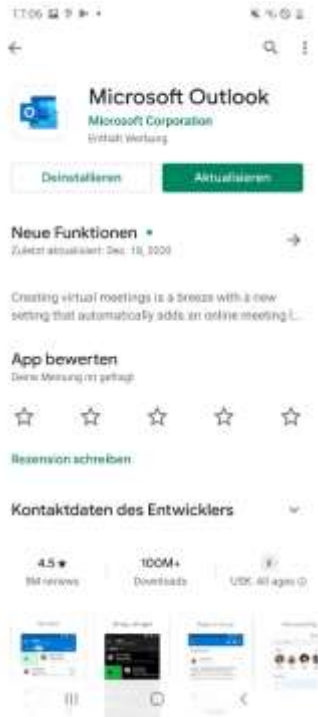 17:06
Microsoft Outlook
Microsoft Corporation
Enthält Werbung
Deinstallieren
Aktualisieren
Neue Funktionen •
Zuletzt aktualisiert: Dec. 18, 2020
Creating virtual meetings is a breeze with a new
setting that automatically adds an online meeting l...
App bewerten
Deine Meinung ist gefragt
Rezension schreiben
Kontaktdaten des Entwicklers
4.5 ★
100M+
reviews
Downloads
USK: All ages